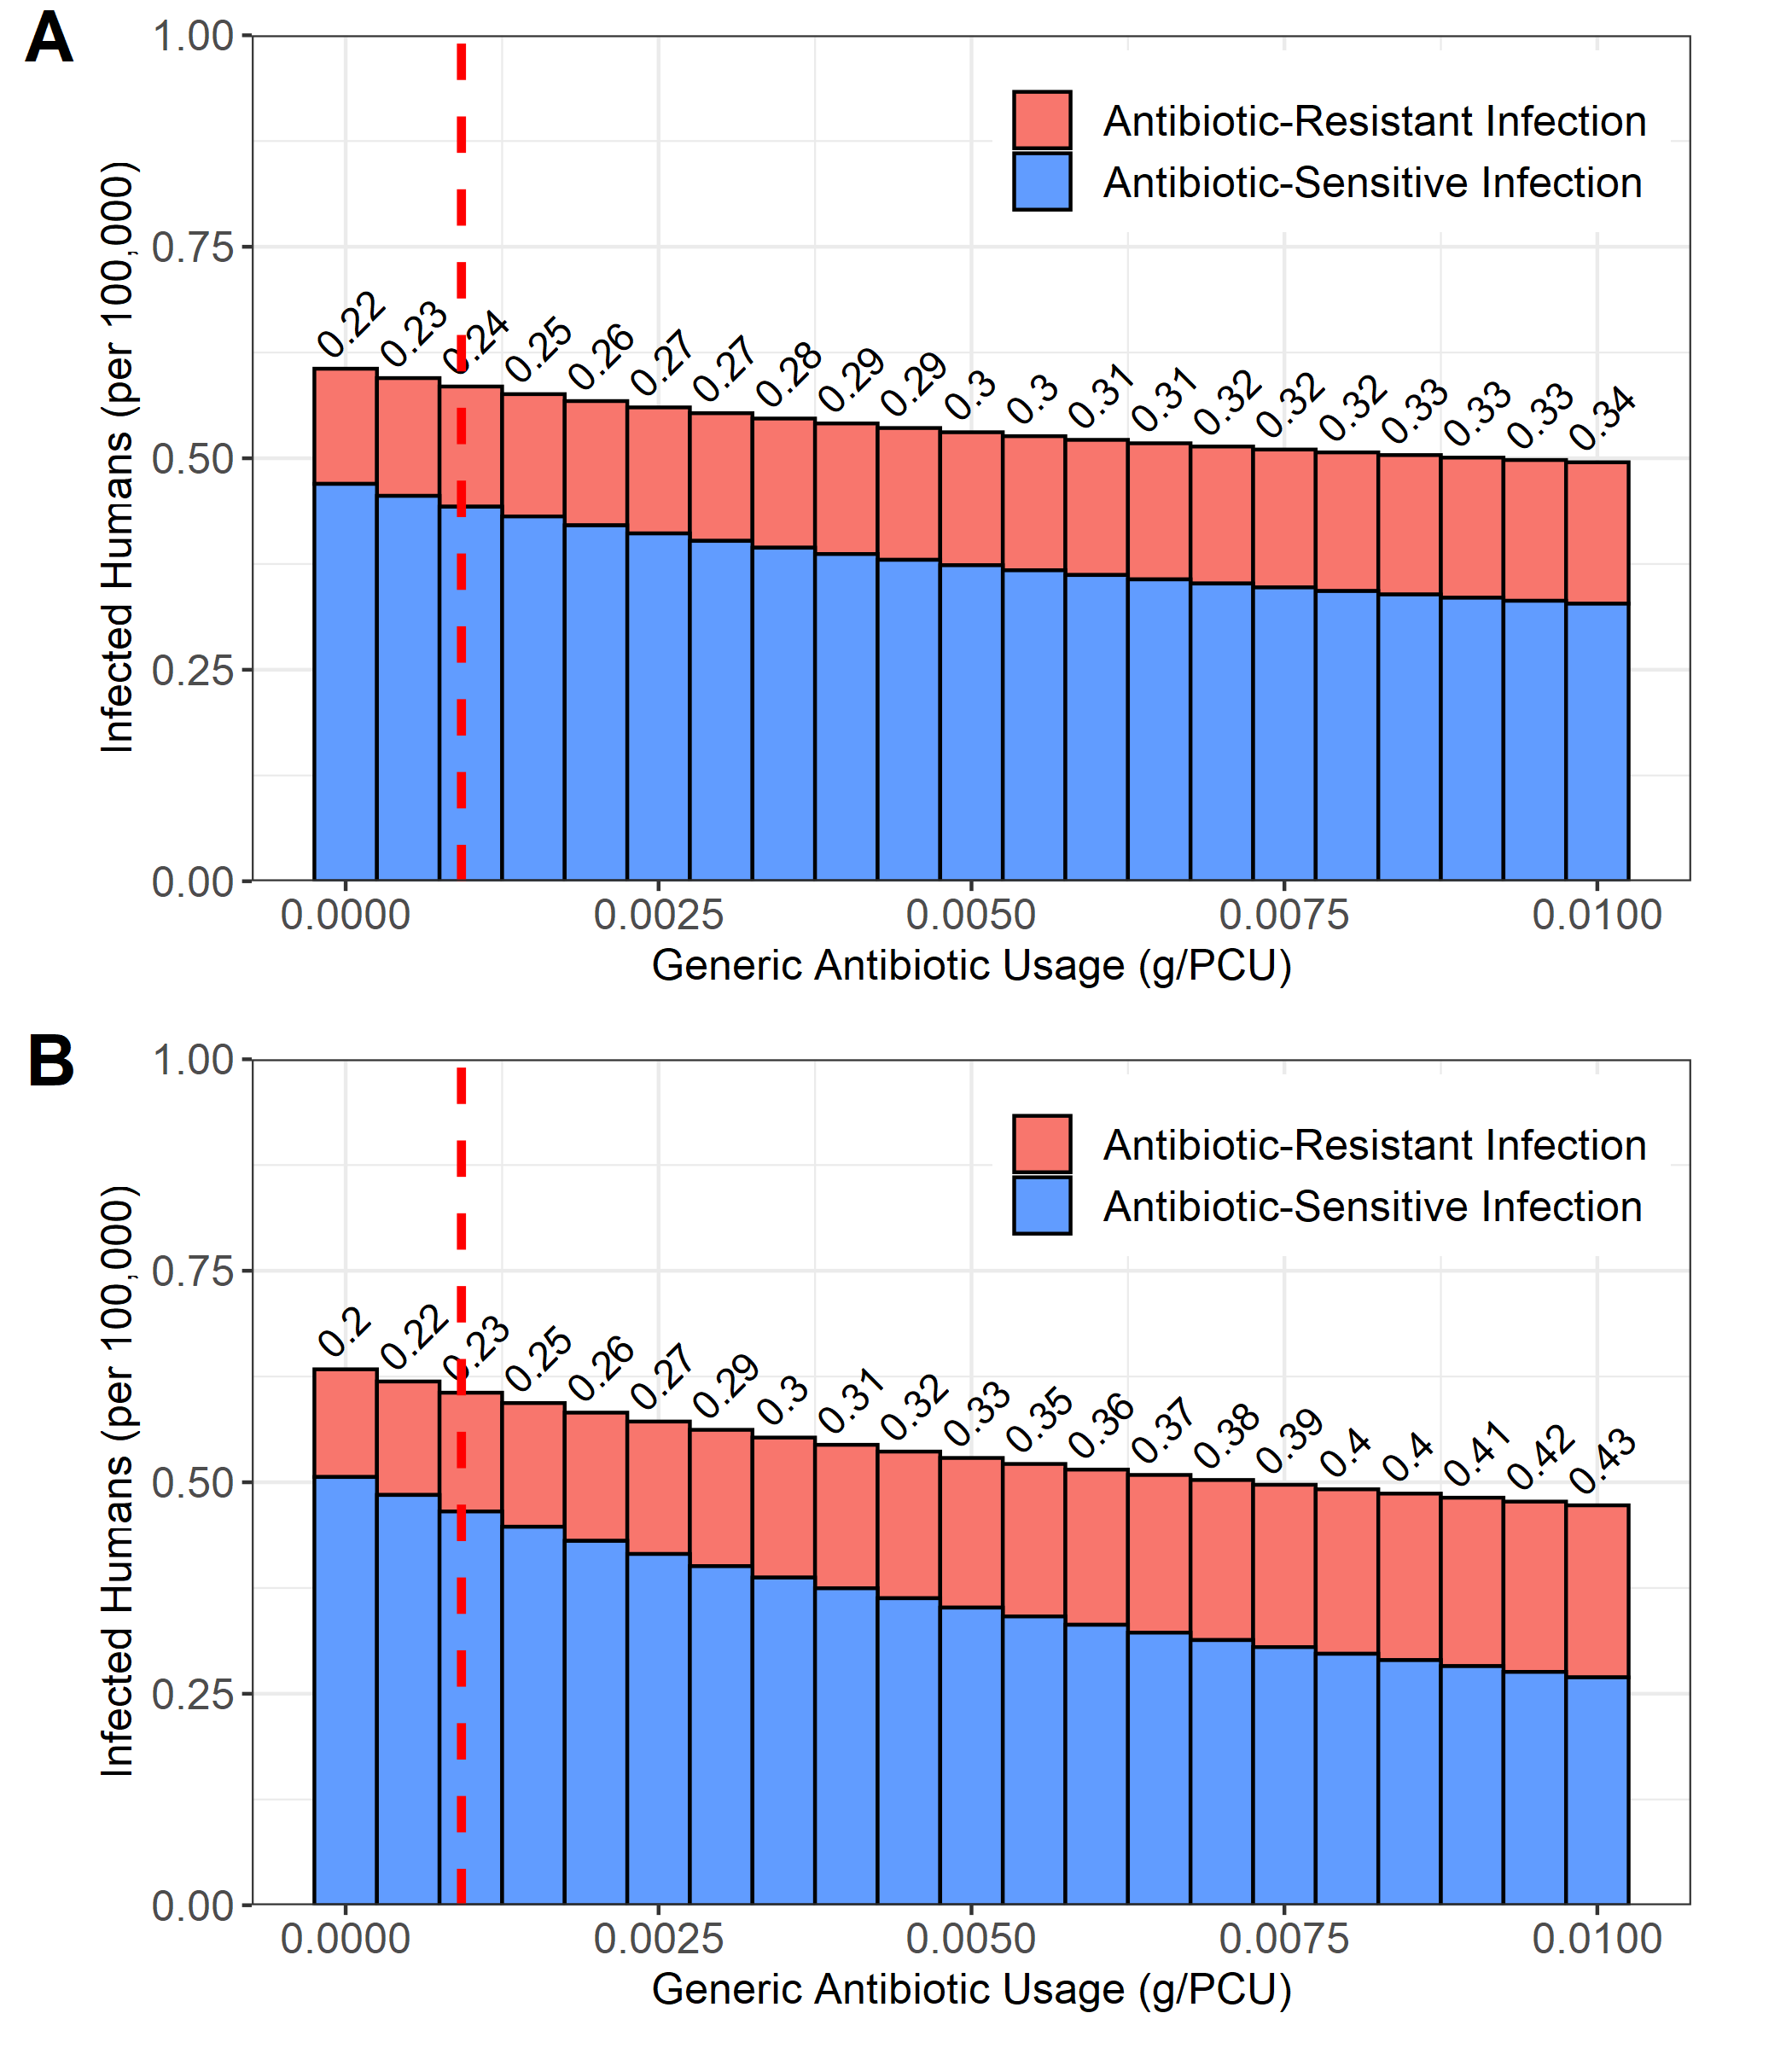 A
1.00
0.75
0.50
0.25
0.00
Infected Humans (per 100,000)
Antibiotic-Resistant Infection
Antibiotic-Sensitive Infection
0.22 0.23 0.24 0.25 0.26 0.27 0.27 0.28 0.29 0.29 0.3 0.3 0.31 0.31 0.32 0.32 0.32 0.33 0.33 0.33 0.34
0.0000 0.0025 0.0050 0.0075 0.0100
Generic Antibiotic Usage (g/PCU)
B
1.00
0.75
0.50
0.25
0.00
Infected Humans (per 100,000)
Antibiotic-Resistant Infection
Antibiotic-Sensitive Infection
0.2 0.22 0.23 0.25 0.26 0.27 0.29 0.3 0.31 0.32 0.33 0.35 0.36 0.37 0.38 0.39 0.4 0.4 0.41 0.42 0.43
0.0000 0.0025 0.0050 0.0075 0.0100
Generic Antibiotic Usage (g/PCU)